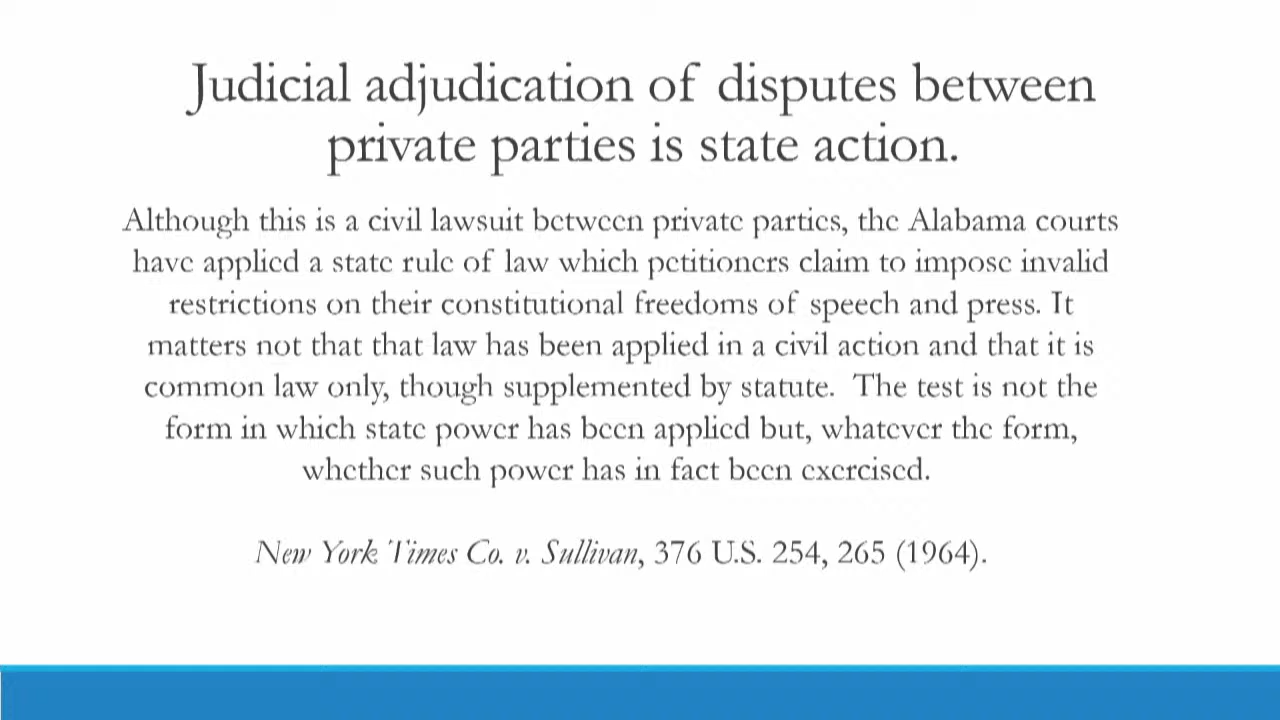 Judicial adjudication of disputes between
private parties is state action.
Although this is a civil lawsuit between private parties, the Alabama courts
have applied a state rule of law which petitioners claim to impose invalid
restrictions on their constitutional freedoms of speech and press. It
matters not that that law has been applied in a civil action and that it is
common law only, though supplemented by statute.  The test is not the
form in which state power has been applied but, whatever the form,
whether such power has in fact been exercised.
New York Times Co. v. Sullivan, 376 U.S. 254, 265 (1964).